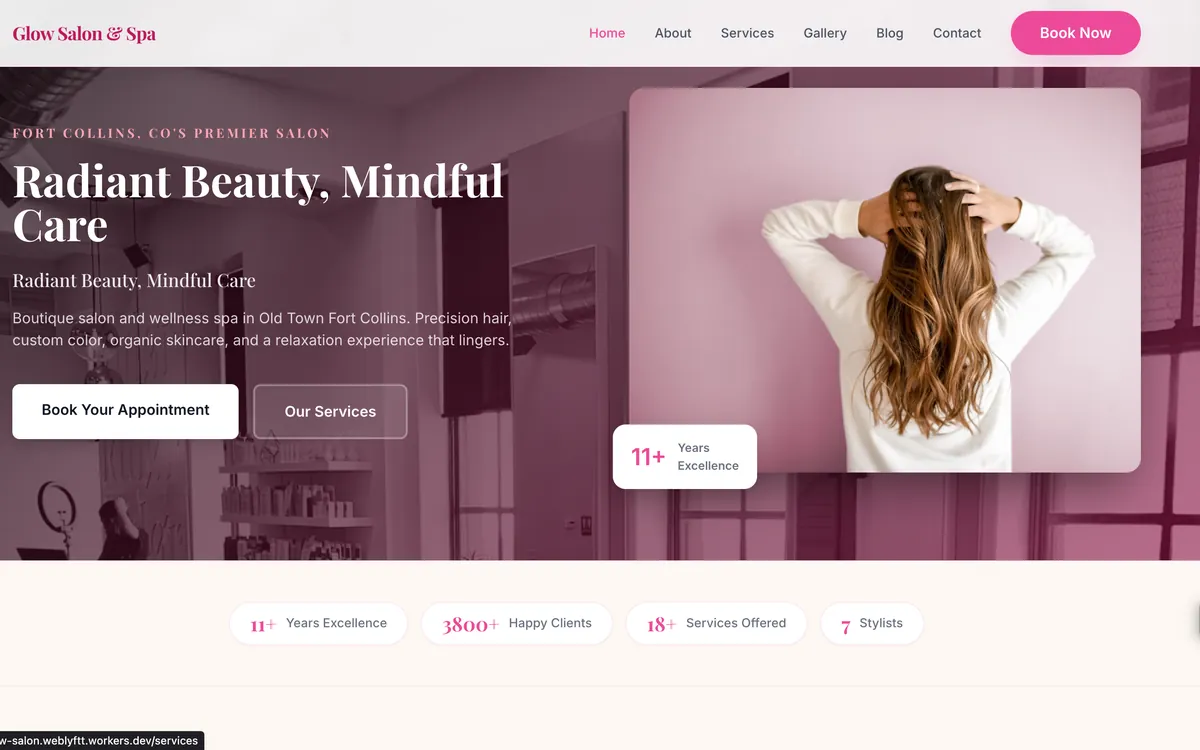 Glow Salon & Spa
Home About Services Gallery Blog Contact Book Now
FORT COLLINS, CO'S PREMIER SALON
Radiant Beauty, Mindful
Care
Radiant Beauty, Mindful Care
Boutique salon and wellness spa in Old Town Fort Collins. Precision hair,
custom color, organic skincare, and a relaxation experience that lingers.
Book Your Appointment Our Services
11+ Years
Excellence
11+ Years Excellence 3800+ Happy Clients 18+ Services Offered 7 Stylists
w-salon.weblyftt.workers.dev/services